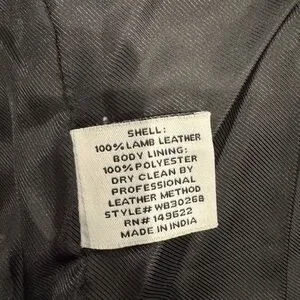 SHELL:
100% LAMB LEATHER
BODY LINING:
100% POLYESTER
DRY CLEAN BY
PROFESSIONAL
LEATHER METHOD
STYLE# WB30268
RN# 149622
MADE IN INDIA